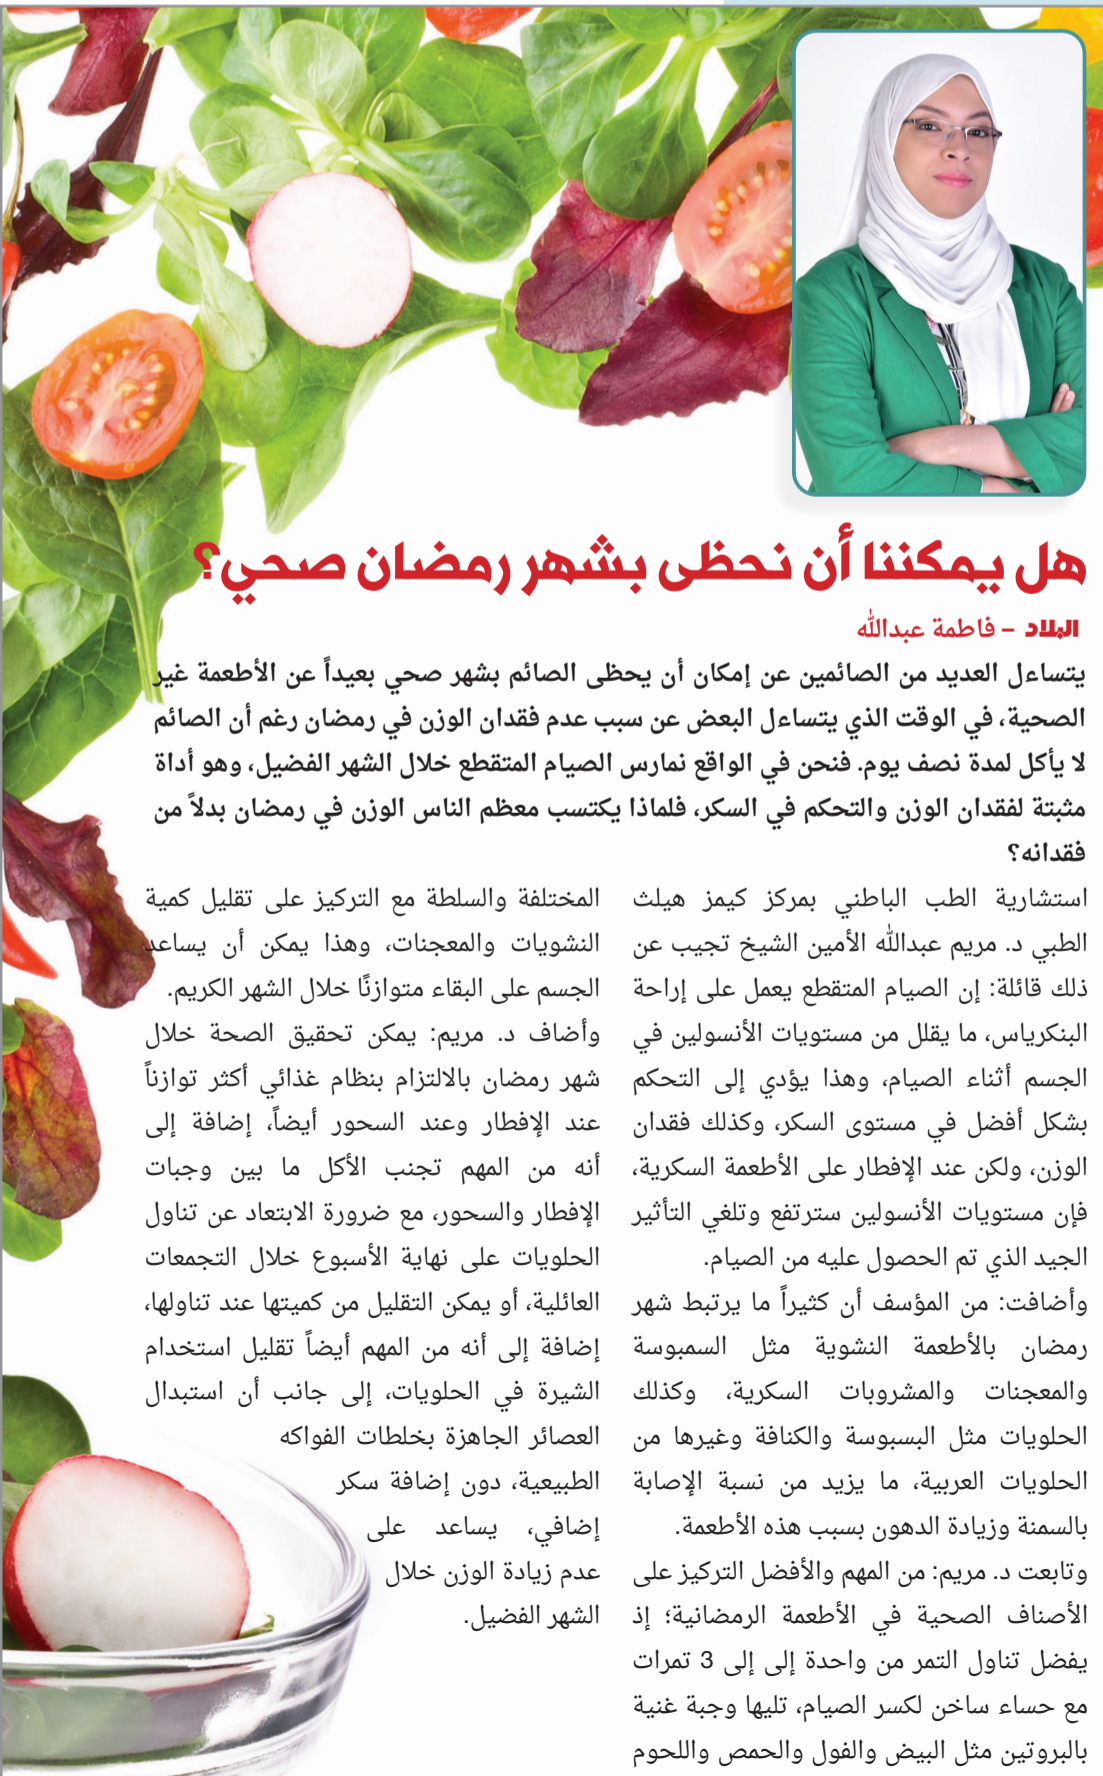 هل يمكننا أن نحظى بشهر رمضان صحي؟
البلاد – فاطمة عبدالله
يتساءل العديد من الصائمين عن إمكان أن يحظى الصائم بشهر صحي بعيداً عن الأطعمة غير
الصحية، في الوقت الذي يتساءل البعض عن سبب عدم فقدان الوزن في رمضان رغم أن الصائم
لا يأكل لمدة نصف يوم. فنحن في الواقع نمارس الصيام المتقطع خلال الشهر الفضيل، وهو أداة
مثبتة لفقدان الوزن والتحكم في السكر، فلماذا يكتسب معظم الناس الوزن في رمضان بدلاً من
فقدانه؟
استشارية الطب الباطني بمركز كيمز هيلث
الطبي د. مريم عبدالله الأمين الشيخ تجيب عن
ذلك قائلة: إن الصيام المتقطع يعمل على إراحة
البنكرياس، ما يقلل من مستويات الأنسولين في
الجسم أثناء الصيام، وهذا يؤدي إلى التحكم
بشكل أفضل في مستوى السكر، وكذلك فقدان
الوزن، ولكن عند الإفطار على الأطعمة السكرية،
فإن مستويات الأنسولين سترتفع وتلغي التأثير
الجيد الذي تم الحصول عليه من الصيام.
وأضافت: من المؤسف أن كثيراً ما يرتبط شهر
رمضان بالأطعمة النشوية مثل السمبوسة
والمعجنات والمشروبات السكرية، وكذلك
الحلويات مثل البسبوسة والكنافة وغيرها من
الحلويات العربية، ما يزيد من نسبة الإصابة
بالسمنة وزيادة الدهون بسبب هذه الأطعمة.
وتابعت د. مريم: من المهم والأفضل التركيز على
الأصناف الصحية في الأطعمة الرمضانية؛ إذ
يفضل تناول التمر من واحدة إلى إلى 3 تمرات
مع حساء ساخن لكسر الصيام، تليها وجبة غنية
بالبروتين مثل البيض والفول والحمص واللحوم
المختلفة والسلطة مع التركيز على تقليل كمية
النشويات والمعجنات، وهذا يمكن أن يساعد
الجسم على البقاء متوازنًا خلال الشهر الكريم.
وأضاف د. مريم: يمكن تحقيق الصحة خلال
شهر رمضان بالالتزام بنظام غذائي أكثر توازناً
عند الإفطار وعند السحور أيضاً، إضافة إلى
أنه من المهم تجنب الأكل ما بين وجبات
الإفطار والسحور، مع ضرورة الابتعاد عن تناول
الحلويات على نهاية الأسبوع خلال التجمعات
العائلية، أو يمكن التقليل من كميتها عند تناولها،
إضافة إلى أنه من المهم أيضاً تقليل استخدام
الشيرة في الحلويات، إلى جانب أن استبدال
العصائر الجاهزة بخلطات الفواكه
الطبيعية، دون إضافة سكر
إضافي، يساعد على
عدم زيادة الوزن خلال
الشهر الفضيل.